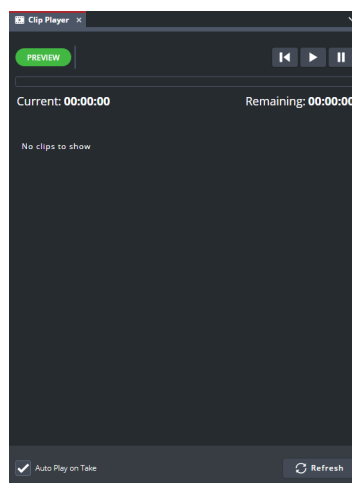 Clip Player ×
PREVIEW
Current: 00:00:00 Remaining: 00:00:00
No clips to show
Auto Play on Take Refresh